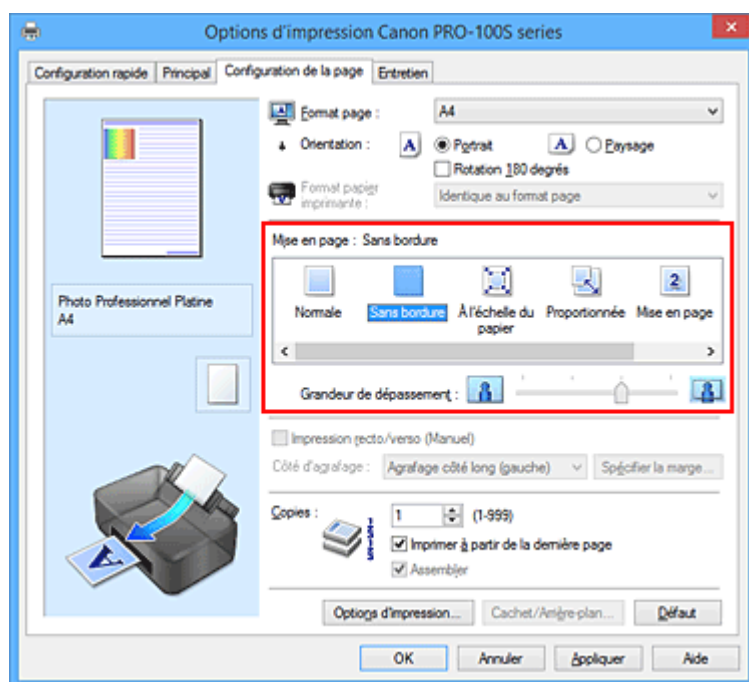 Options d'impression Canon PRO-100S series
Configuration rapide Principal Configuration de la page Entretien
Format page : A4
Orientation : A Portrait A Paysage
Rotation 180 degrés
Format papier imprimante : Identique au format page
Mise en page : Sans bordure
Normale Sans bordure À l'échelle du papier Proportionnée Mise en page
2
Photo Professionnel Platine
A4
Grandeur de dépassement :
Impression recto/verso (Manuel)
Côté d'agrafage : Agrafage côté long (gauche) Spécifier la marge...
Copies : 1 (1-999)
Imprimer à partir de la dernière page
Assembler
Options d'impression... Cachet/Arrière-plan... Défaut
OK Annuler Appliquer Aide